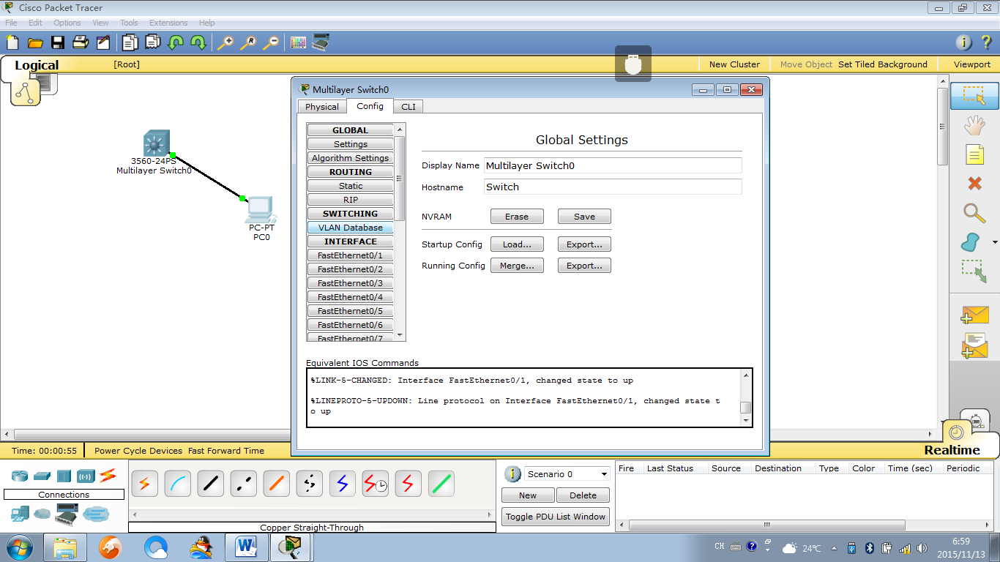 Cisco Packet Tracer
File Edit Options View Tools Extensions Help
Logical
[Root]
New Cluster
Move Object
Set Tiled Background
Viewport
3560-24PS
Multilayer Switch0
PC-PT
PC0
Multilayer Switch0
Physical Config CLI
GLOBAL
Settings
Algorithm Settings
ROUTING
Static
RIP
SWITCHING
VLAN Database
INTERFACE
FastEthernet0/1
FastEthernet0/2
FastEthernet0/3
FastEthernet0/4
FastEthernet0/5
FastEthernet0/6
FastEthernet0/7
Global Settings
Display Name Multilayer Switch0
Hostname Switch
NVRAM Erase Save
Startup Config Load... Export...
Running Config Merge... Export...
Equivalent IOS Commands
%LINK-5-CHANGED: Interface FastEthernet0/1, changed state to up
%LINEPROTO-5-UPDOWN: Line protocol on Interface FastEthernet0/1, changed state t
o up
Time: 00:00:55 Power Cycle Devices Fast Forward Time
Realtime
Connections
Copper Straight-Through
Scenario 0
New Delete
Toggle PDU List Window
Fire Last Status Source Destination Type Color Time (sec) Periodic
CH
24℃
6:59
2015/11/13